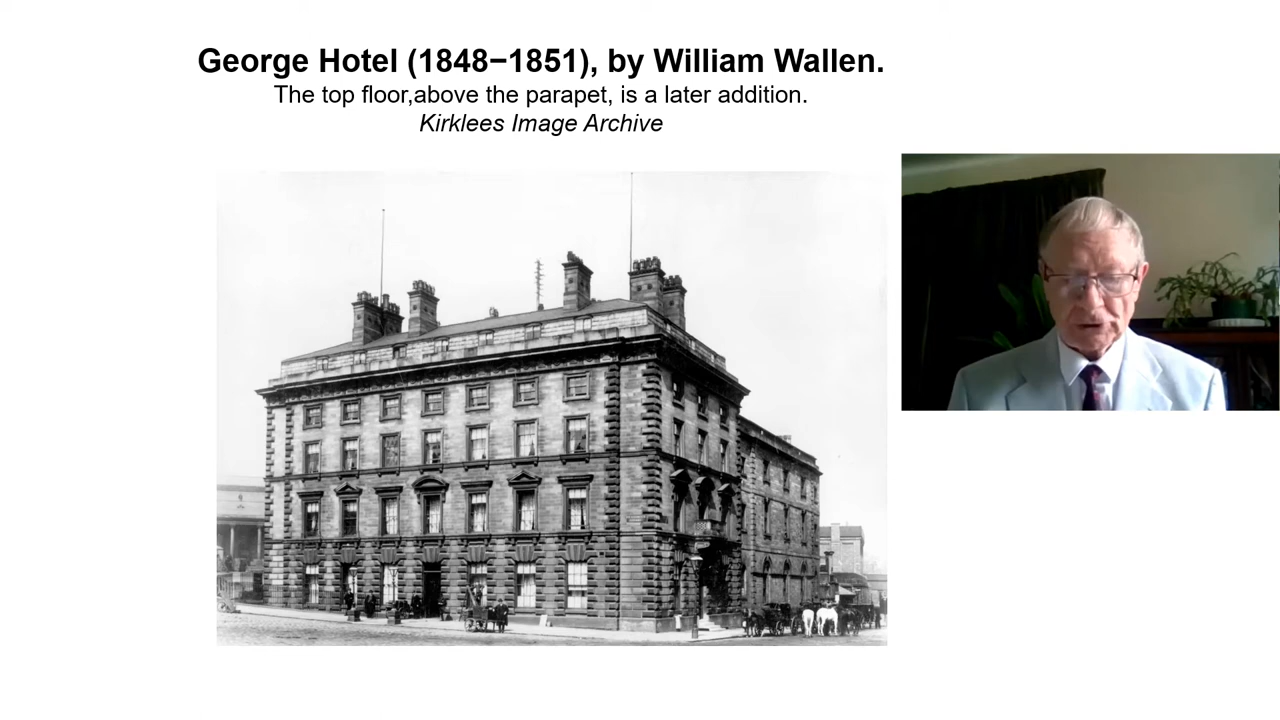 George Hotel (1848−1851), by William Wallen.
The top floor,above the parapet, is a later addition.
Kirklees Image Archive